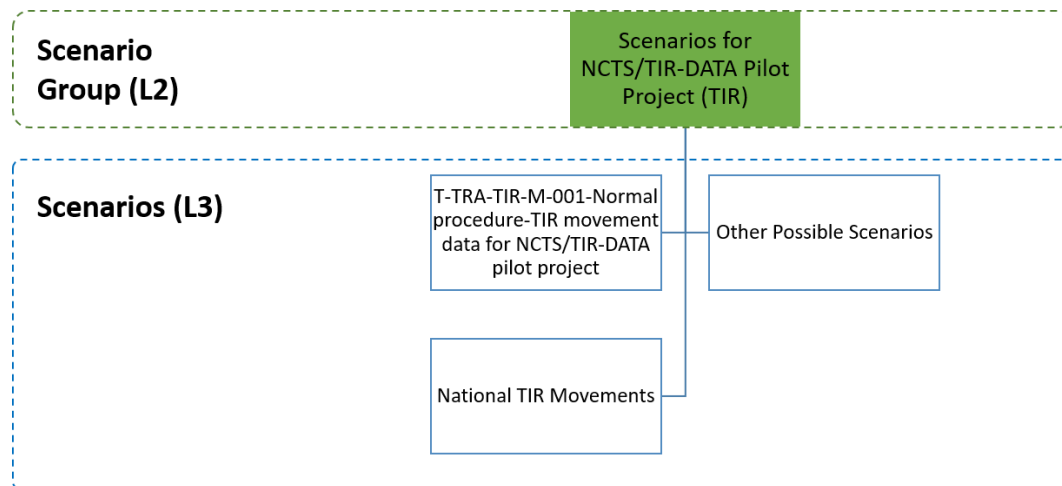 Scenario
Group (L2)
Scenarios for
NCTS/TIR-DATA Pilot
Project (TIR)
Scenarios (L3)
T-TRA-TIR-M-001-Normal
procedure-TIR movement
data for NCTS/TIR-DATA
pilot project
Other Possible Scenarios
National TIR Movements